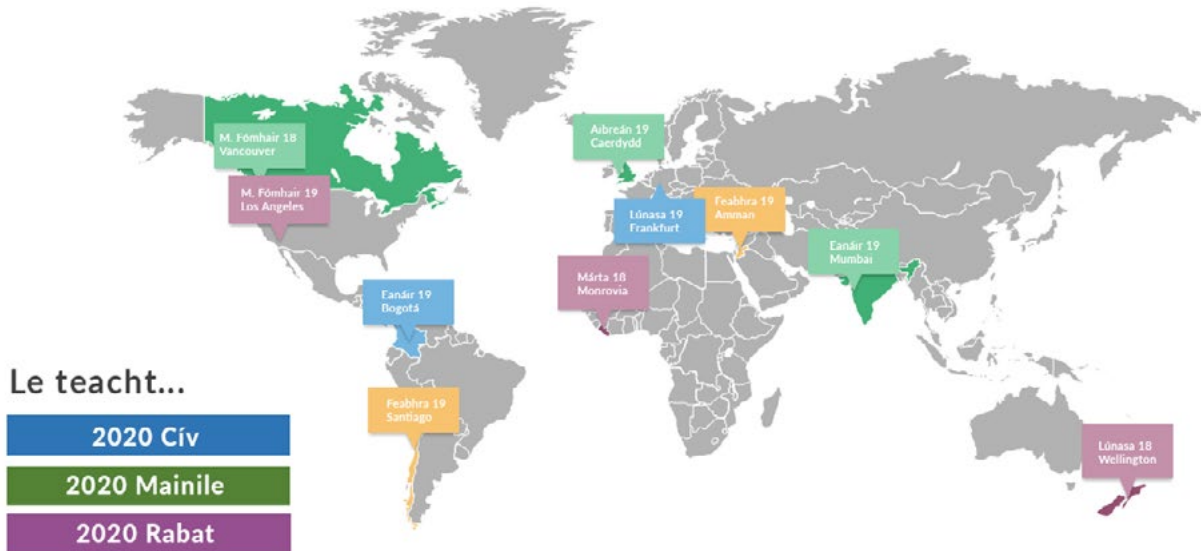 M. Fómhair 18
Vancouver
M. Fómhair 19
Los Angeles
Aibreán 19
Caerdydd
Lúnasa 19
Frankfurt
Feabhra 19
Amman
Eanáir 19
Mumbai
Márta 18
Monrovia
Eanáir 19
Bogotá
Feabhra 19
Santiago
Lúnasa 18
Wellington
Le teacht...
2020 Cív
2020 Mainile
2020 Rabat